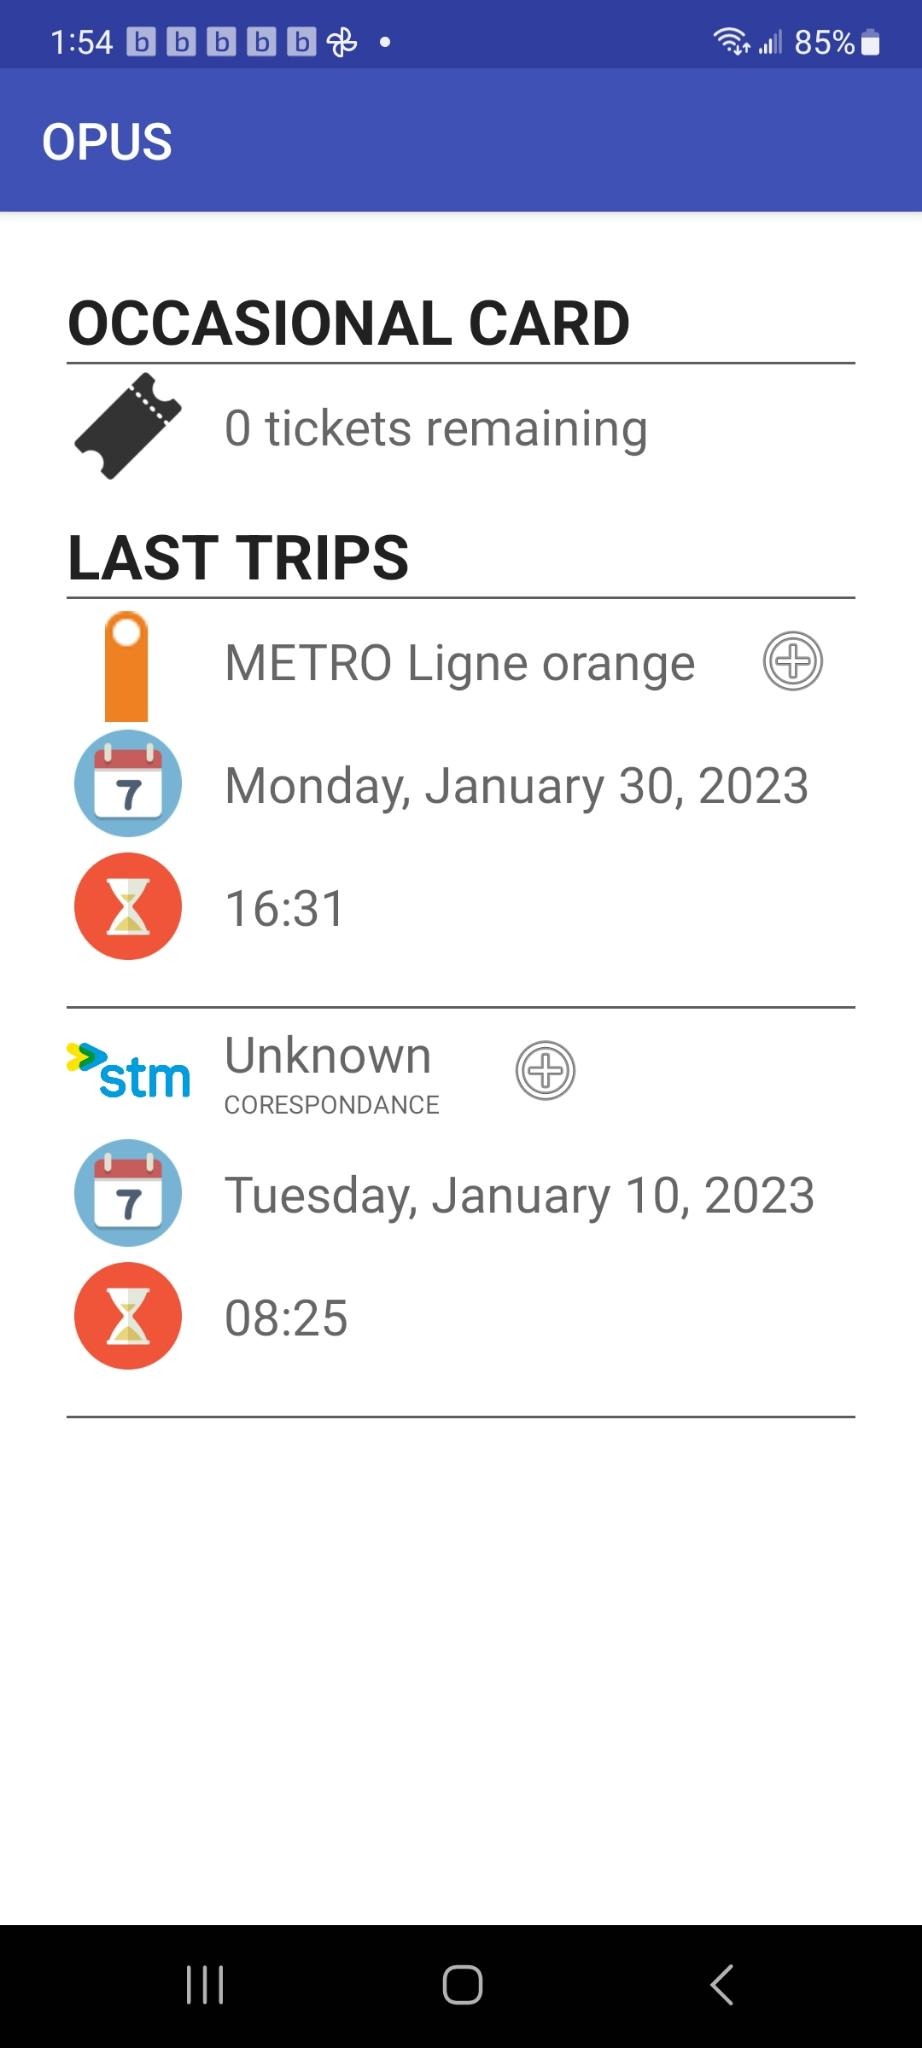 1:54 b b b b b 85%
OPUS
OCCASIONAL CARD
0 tickets remaining
LAST TRIPS
METRO Ligne orange
7 Monday, January 30, 2023
16:31
stm Unknown
CORESPONDANCE
7 Tuesday, January 10, 2023
08:25